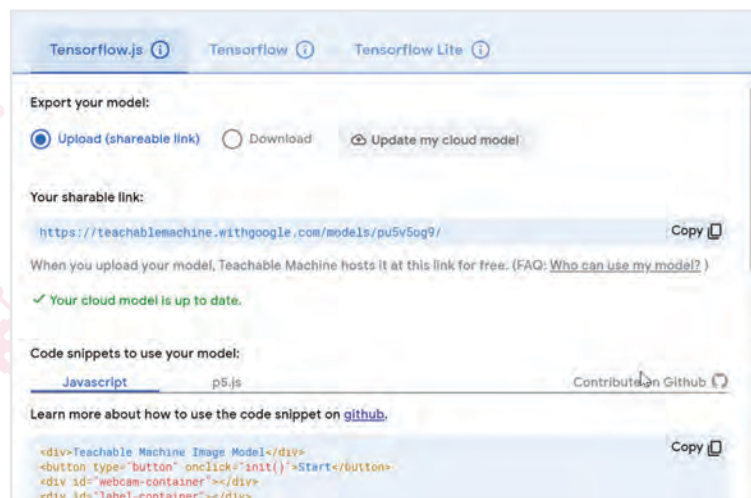 Tensorflow.js Tensorflow Tensorflow Lite
Export your model:
Upload (shareable link) Download Update my cloud model
Your sharable link:
https://teachablemachine.withgoogle.com/models/pu5v5og9/ Copy
When you upload your model, Teachable Machine hosts it at this link for free. (FAQ: Who can use my model? )
Your cloud model is up to date.
Code snippets to use your model:
Javascript p5.js Contribute on Github
Learn more about how to use the code snippet on github.
<div>Teachable Machine Image Model</div> Copy
<button type="button" onclick="init()">Start</button>
<div id="webcam-container"></div>
<div id="label-container"></div>